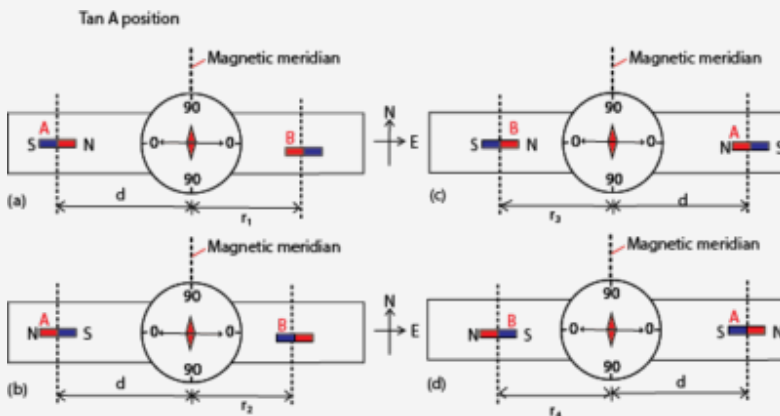 Tan A position
Magnetic meridian
90
A
S N
0 0
B
90
N
E
(a)
d
r₁
Magnetic meridian
90
B
S N
0 0
A
N S
90
(c)
r₃
d
Magnetic meridian
90
A
N S
0 0
B
90
N
E
(b)
d
r₂
Magnetic meridian
90
B
N S
0 0
A
S N
90
(d)
r₄
d